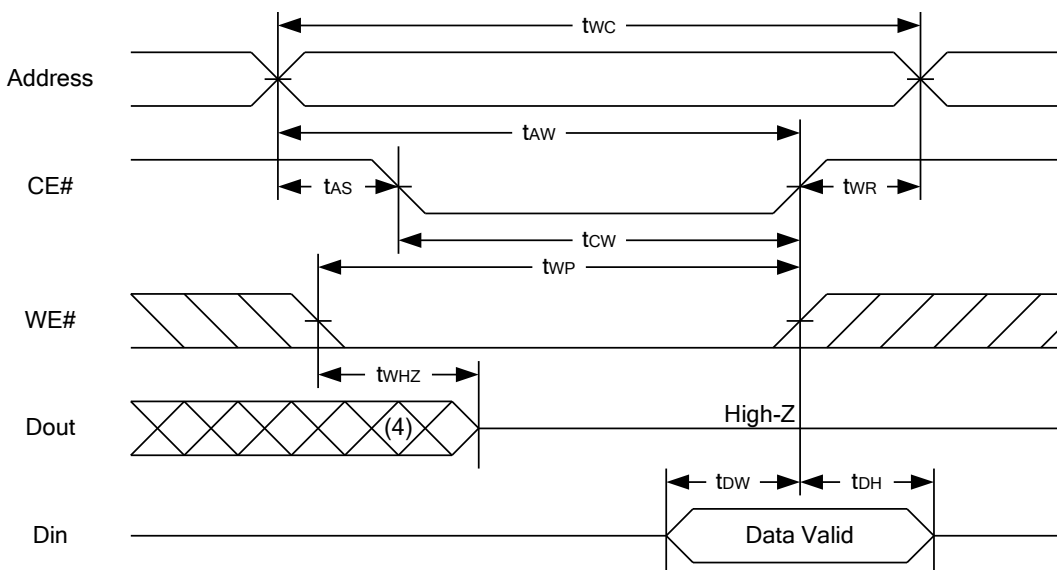 tWC
Address
tAW
CE#
tAS
tWR
tCW
tWP
WE#
tWHZ
Dout
(4)
High-Z
tDW
tDH
Din
Data Valid